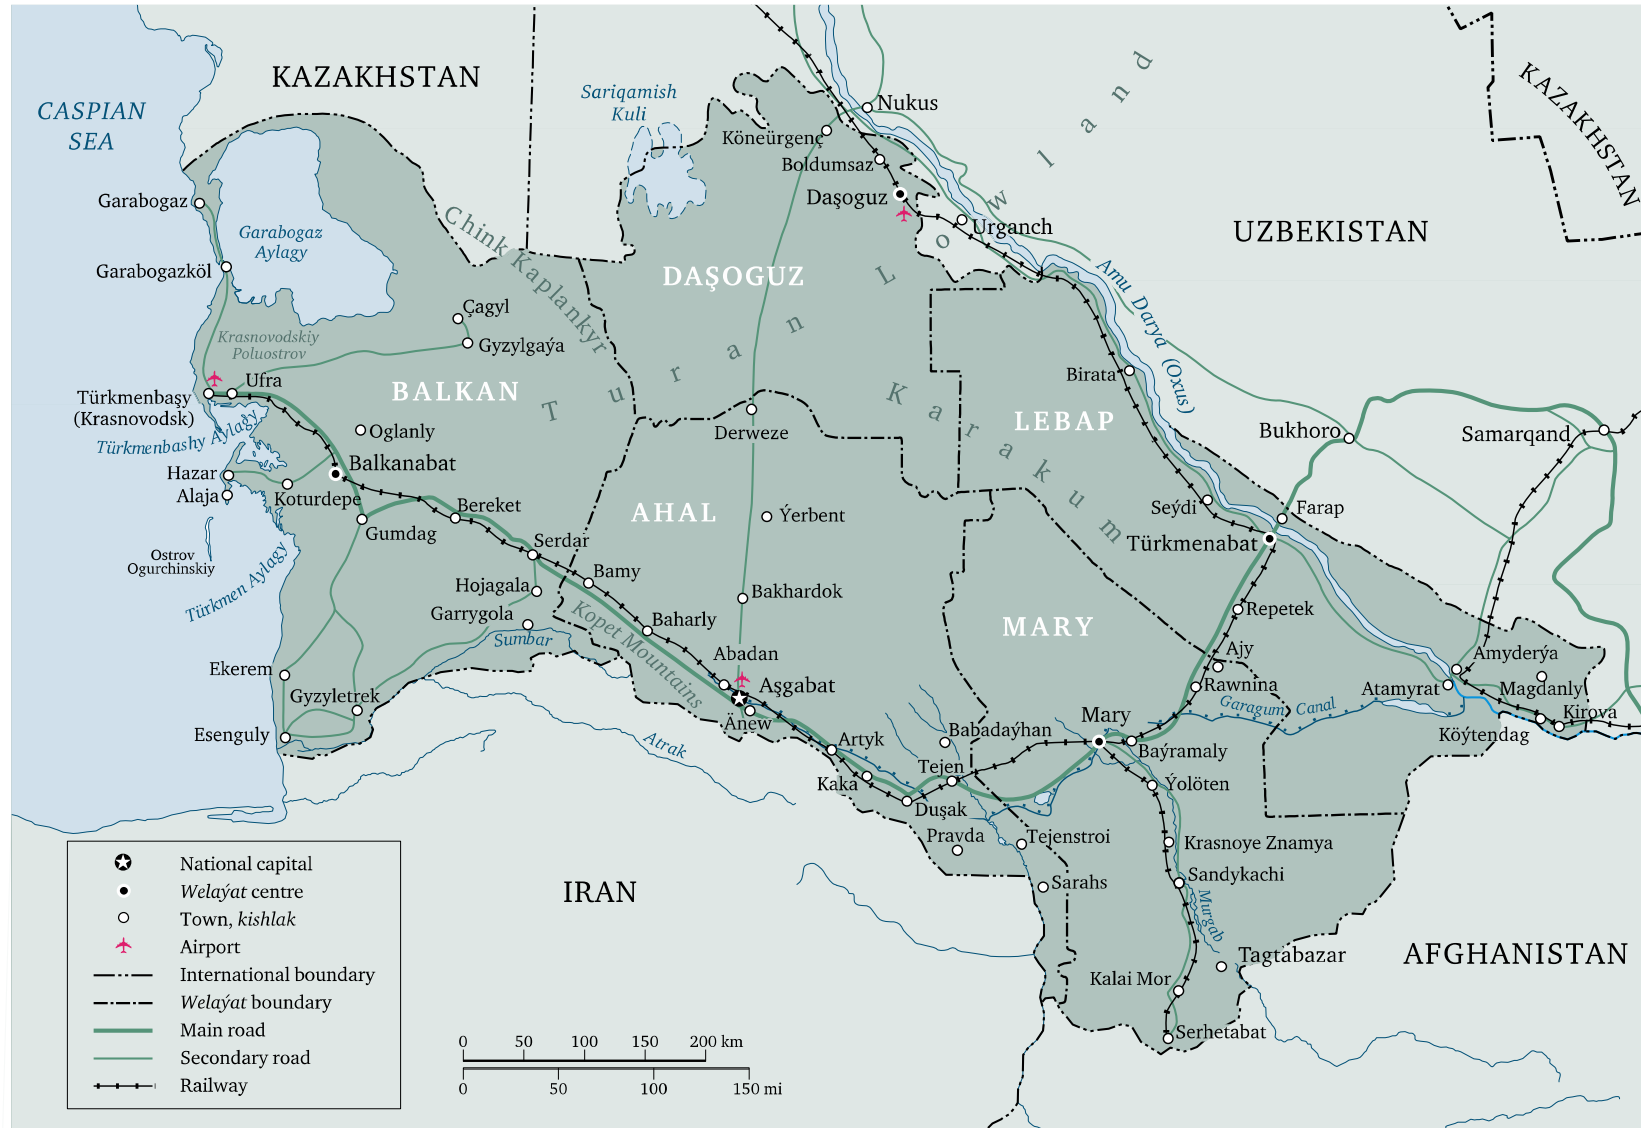 KAZAKHSTAN
CASPIAN
SEA
Sariqamish
Kuli
Nukus
Köneürgenç
Boldumsaz
Daşoguz
Urganch
KAZAKHSTAN
UZBEKISTAN
Garabogaz
Garabogaz
Aylagy
Garabogazköl
Chink Kaplankyr
DAŞOGUZ
Turan Lowland
Amu Darya (Oxus)
Çagyl
Gyzylgaýa
Krasnovodskiy
Poluostrov
Ufra
Türkmenbaşy
(Krasnovodsk)
BALKAN
Birata
Karakum
LEBAP
Türkmenbashy Aylagy
Oglanly
Derweze
Bukhoro
Samarqand
Hazar
Balkanabat
Alaja
Koturdepe
Bereket
Gumdag
AHAL
Ýerbent
Seýdi
Farap
Türkmenabat
Ostrov
Ogurchinskiy
Türkmen Aylagy
Serdar
Bamy
Hojagala
Garrygola
Sumbar
Kopet Mountains
Baharly
Bakhardok
MARY
Repetek
Ajy
Abadan
Aşgabat
Änew
Ekerem
Gyzyletrek
Esenguly
Atrak
Rawnina
Garagum Canal
Atamyrat
Amyderýa
Magdanly
Kirova
Köýtendag
Mary
Baýramaly
Babadaýhan
Artyk
Tejen
Kaka
Duşak
Ýolöten
Pravda
Tejenstroi
Krasnoye Znamya
Sarahs
Sandykachi
Murgab
IRAN
AFGHANISTAN
Tagtabazar
Kalai Mor
Serhetabat
National capital
Welaýat centre
Town, kishlak
Airport
International boundary
Welaýat boundary
Main road
Secondary road
Railway
0 50 100 150 200 km
0 50 100 150 mi